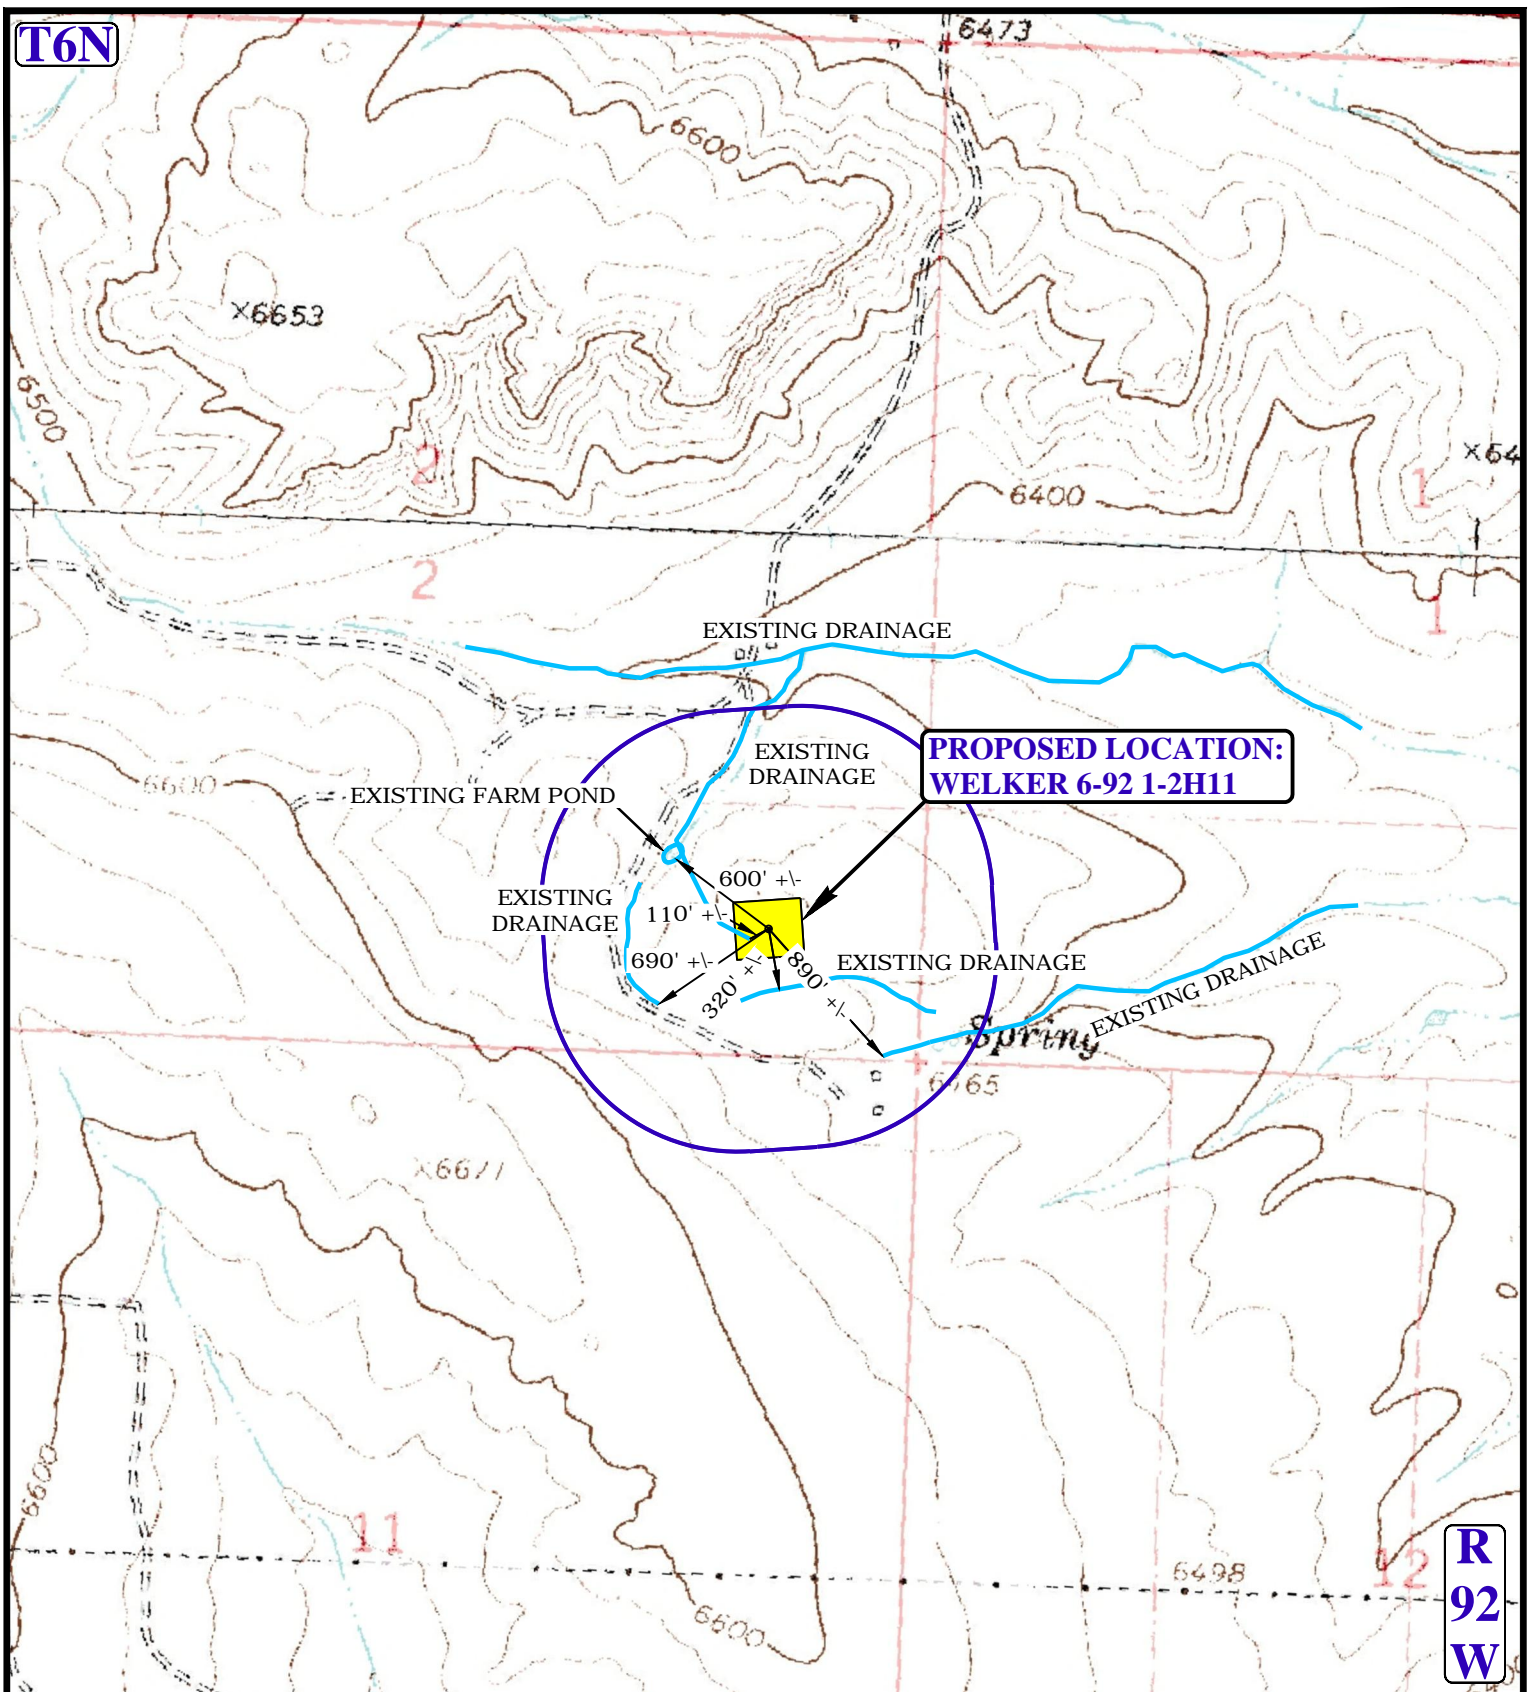 T6N
6473
6600
X6653
6500
2
X64
1
6400
2
1
EXISTING DRAINAGE
EXISTING
DRAINAGE
PROPOSED LOCATION:
WELKER 6-92 1-2H11
6600
EXISTING FARM POND
600' +\-
EXISTING
DRAINAGE
110' +\-
690' +\-
320' +\-
890' +\-
EXISTING DRAINAGE
EXISTING DRAINAGE
Spring
X6677
11
6600
6498
12
6600
R
92
W